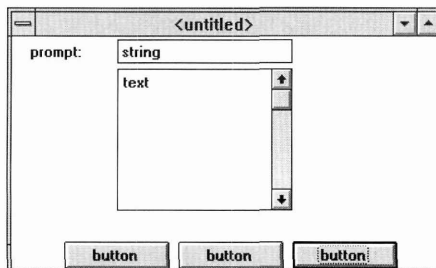 <untitled>
prompt: string
text
button button button